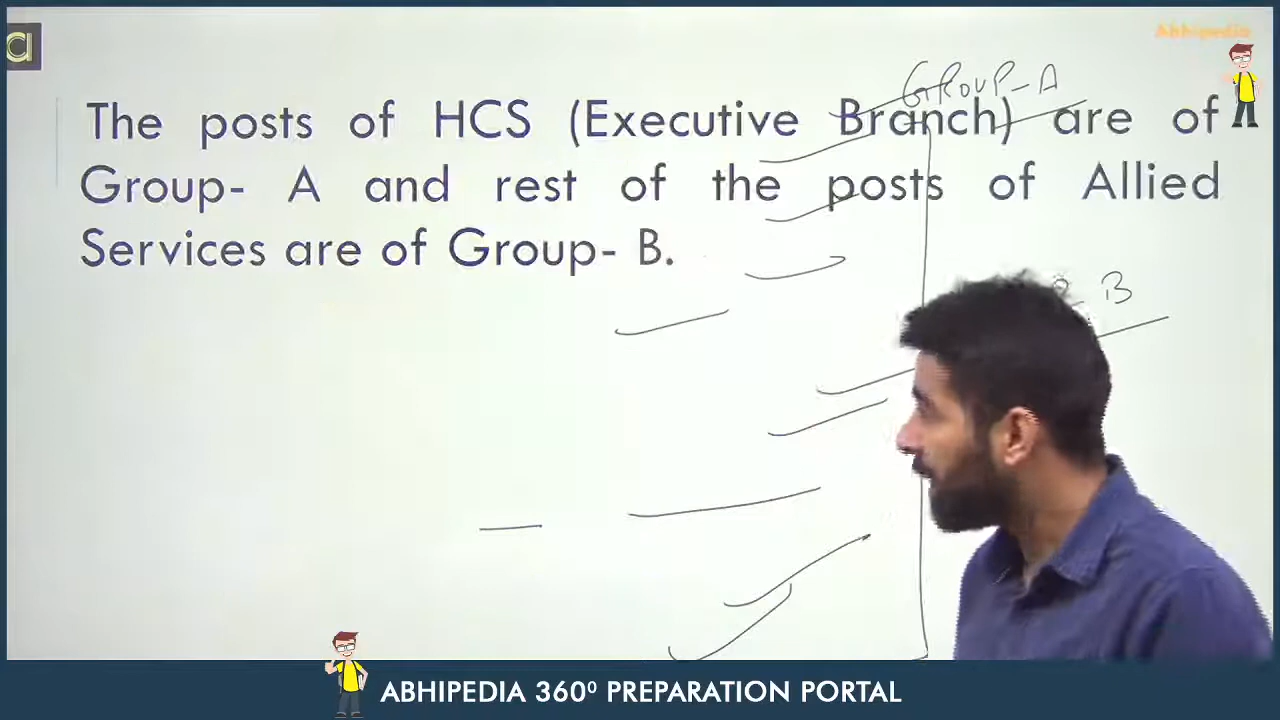 a
Abhipedia
GROUP-A
The posts of HCS (Executive Branch) are of
Group- A and rest of the posts of Allied
Services are of Group- B.
B
ABHIPEDIA 360⁰ PREPARATION PORTAL